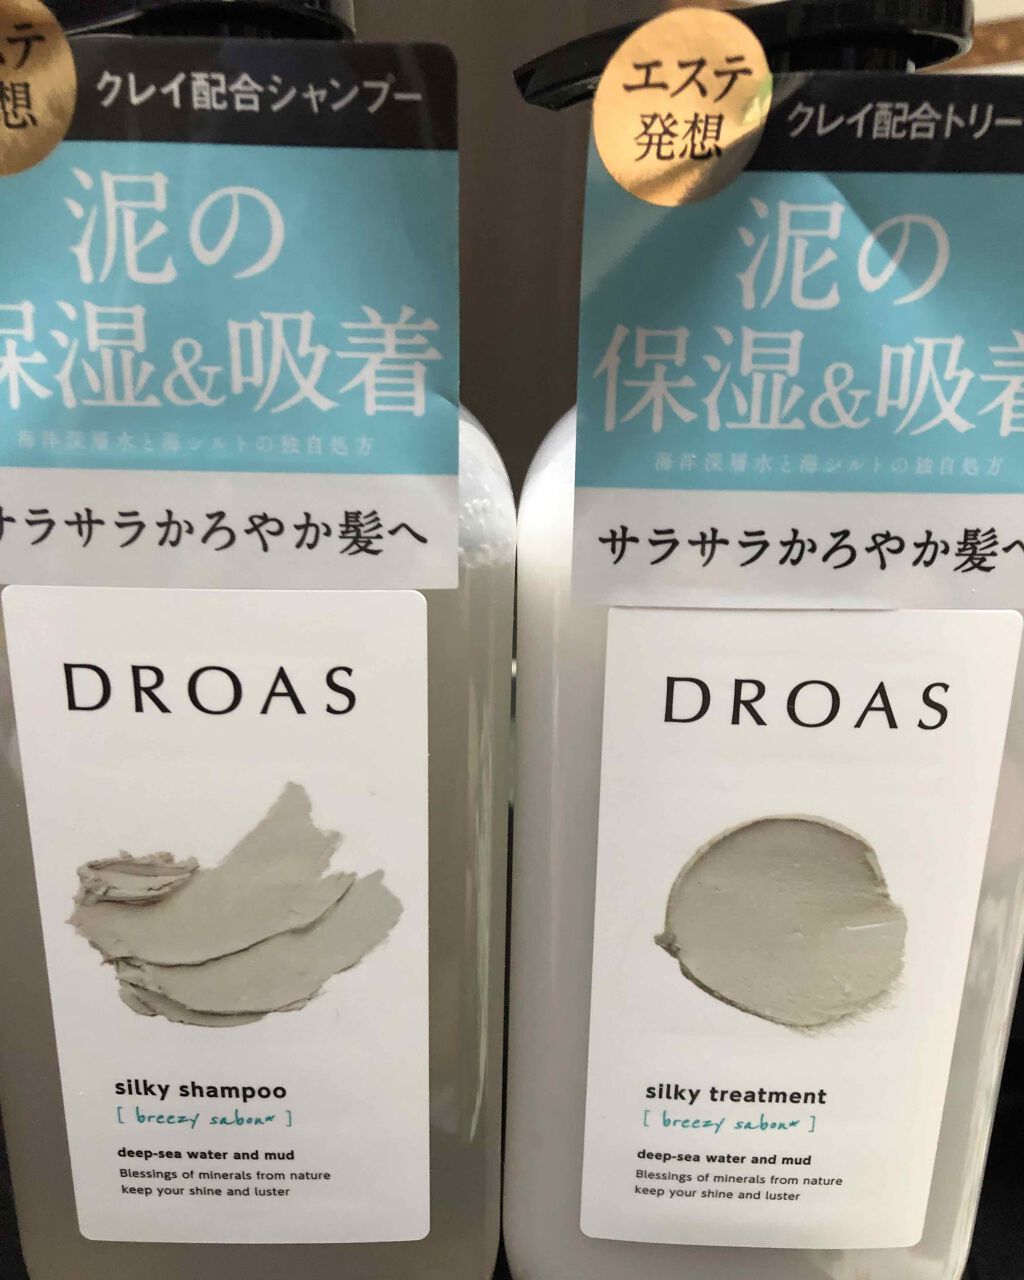 ステ
想
クレイ配合シャンプー
泥の
保湿&吸着
海洋深層水と海シルトの独自処方
サラサラかろやか髪へ
DROAS
silky shampoo
[ breezy sabon* ]
deep-sea water and mud
Blessings of minerals from nature
keep your shine and luster
エステ
発想
クレイ配合トリー
泥の
保湿&吸着
海洋深層水と海シルトの独自処方
サラサラかろやか髪へ
DROAS
silky treatment
[ breezy sabon* ]
deep-sea water and mud
Blessings of minerals from nature
keep your shine and luster